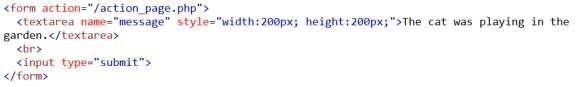 <form action="/action_page.php">
  <textarea name="message" style="width:200px; height:200px;">The cat was playing in the
garden.</textarea>
  <br>
  <input type="submit">
</form>